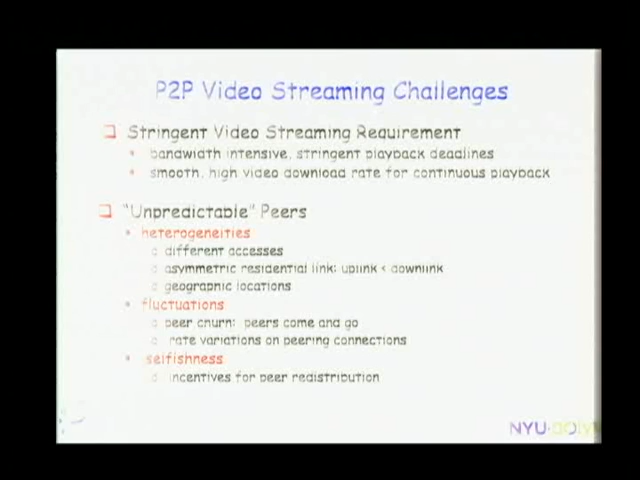 P2P Video Streaming Challenges
Stringent Video Streaming Requirement
bandwidth intensive, stringent playback deadlines
smooth, high video download rate for continuous playback
"Unpredictable" Peers
heterogeneities
different accesses
asymmetric residential link: uplink < downlink
geographic locations
fluctuations
peer churn: peers come and go
rate variations on peering connections
selfishness
incentives for peer redistribution
NYU·poly